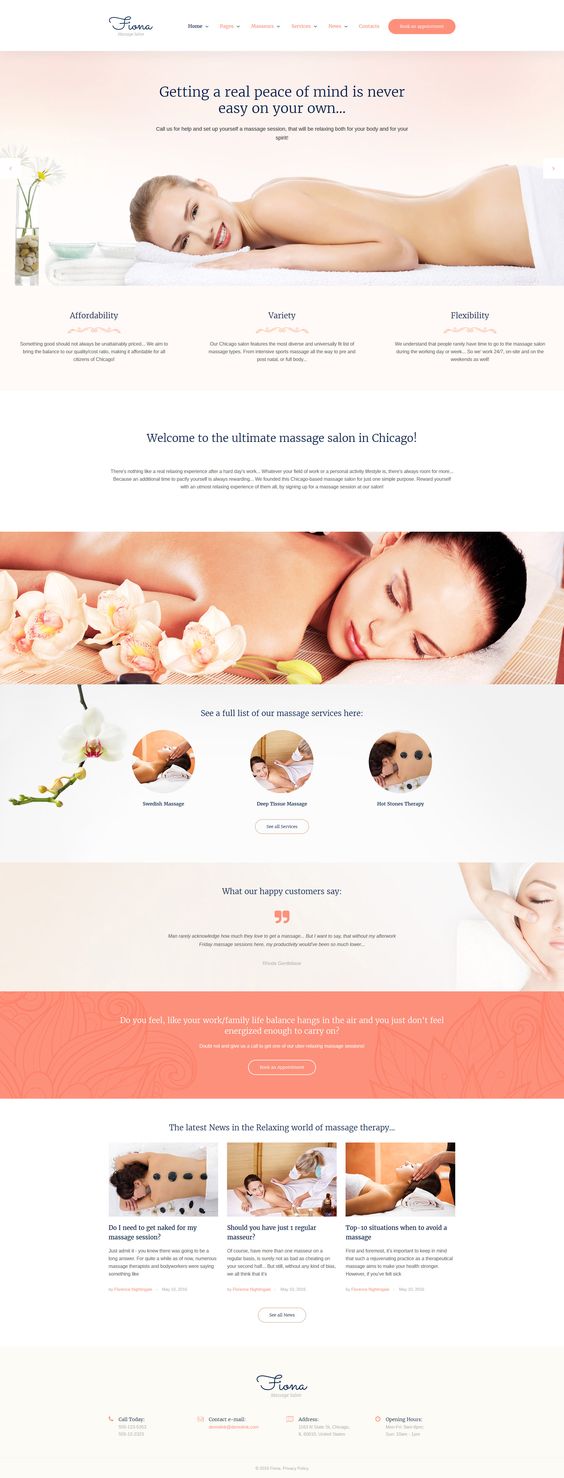 Fiona
Massage Salon
Home Pages Masseurs Services News Contacts Book an appointment
Getting a real peace of mind is never
easy on your own...
Call us for help and set up yourself a massage session, that will be relaxing both for your body and for your
spirit!
Affordability
Something good should not always be unattainably priced... We aim to
bring the balance to our quality/cost ratio, making it affordable for all
citizens of Chicago!
Variety
Our Chicago salon features the most diverse and universally fit list of
massage types. From intensive sports massage all the way to pre and
post natal, or full body...
Flexibility
We understand that people rarely have time to go to the massage salon
during the working day or week... So we' work 24/7, on-site and on the
weekends as well!
Welcome to the ultimate massage salon in Chicago!
There's nothing like a real relaxing experience after a hard day's work... Whatever your field of work or a personal activity lifestyle is, there's always room for more...
Because an additional time to pacify yourself is always rewarding... We founded this Chicago-based massage salon for just one simple purpose. Reward yourself
with an utmost relaxing experience of them all, by signing up for a massage session at our salon!
See a full list of our massage services here:
Swedish Massage
Deep Tissue Massage
Hot Stones Therapy
See all Services
What our happy customers say:
Man rarely acknowledge how much they love to get a massage... But I want to say, that without my afterwork
Friday massage sessions here, my productivity would've been so much lower...
Do you feel, like your work/family life balance hangs in the air and you just don't feel
energized enough to carry on?
Doubt not and give us a call to get one of our uber-relaxing massage sessions!
Book an Appointment
The latest News in the Relaxing world of massage therapy...
Do I need to get naked for my
massage session?
Just admit it - you knew there was going to be a
long answer. For quite a while as of now, numerous
massage therapists and bodyworkers were saying
something like
by Florence Nightingale May 10, 2016
Should you have just 1 regular
masseur?
Of course, have more than one masseur on a
regular basis, is surely not as bad as cheating on
your second half... But still, without any kind of bias,
we all think that it's
by Florence Nightingale May 10, 2016
Top-10 situations when to avoid a
massage
First and foremost, it's important to keep in mind
that such a rejuvenating practice as a therapeutical
massage aims to make your health stronger.
However, if you've felt sick
by Florence Nightingale May 10, 2016
See all News
Fiona
Massage Salon
Call Today:
Contact e-mail:
Address:
IL 60610, United States
Opening Hours:
Mon-Fri: 9am-6pm;
Sun: 10am - 1pm
© 2016 Fiona, Privacy Policy